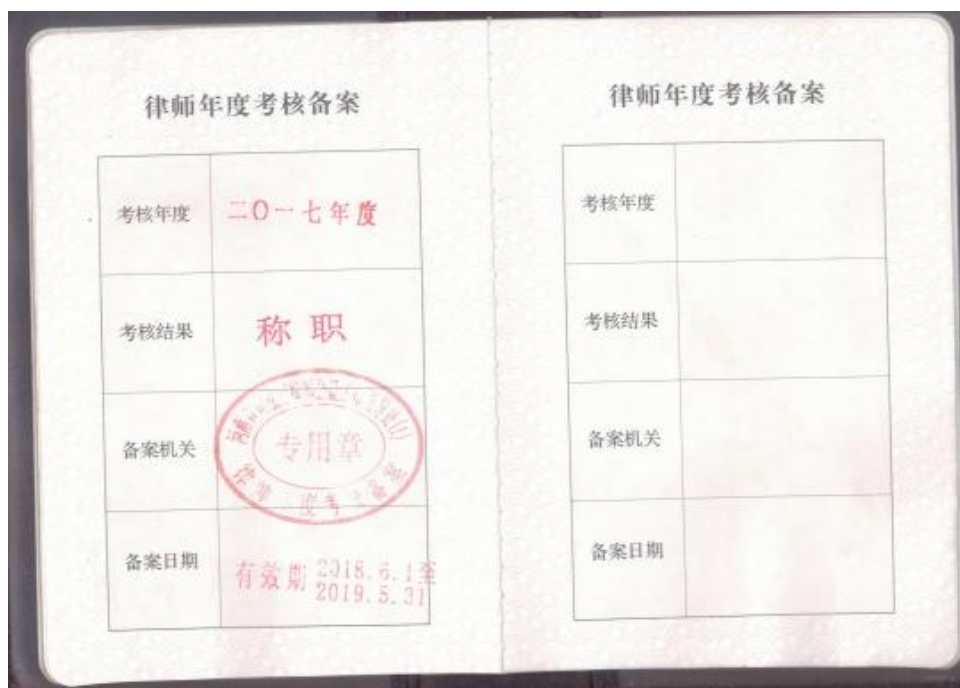 律师年度考核备案
考核年度 二〇一七年度
考核结果 称职
备案机关
专用章
备案日期 有效期 2018.6.1至
2019.5.31
律师年度考核备案
考核年度
考核结果
备案机关
备案日期